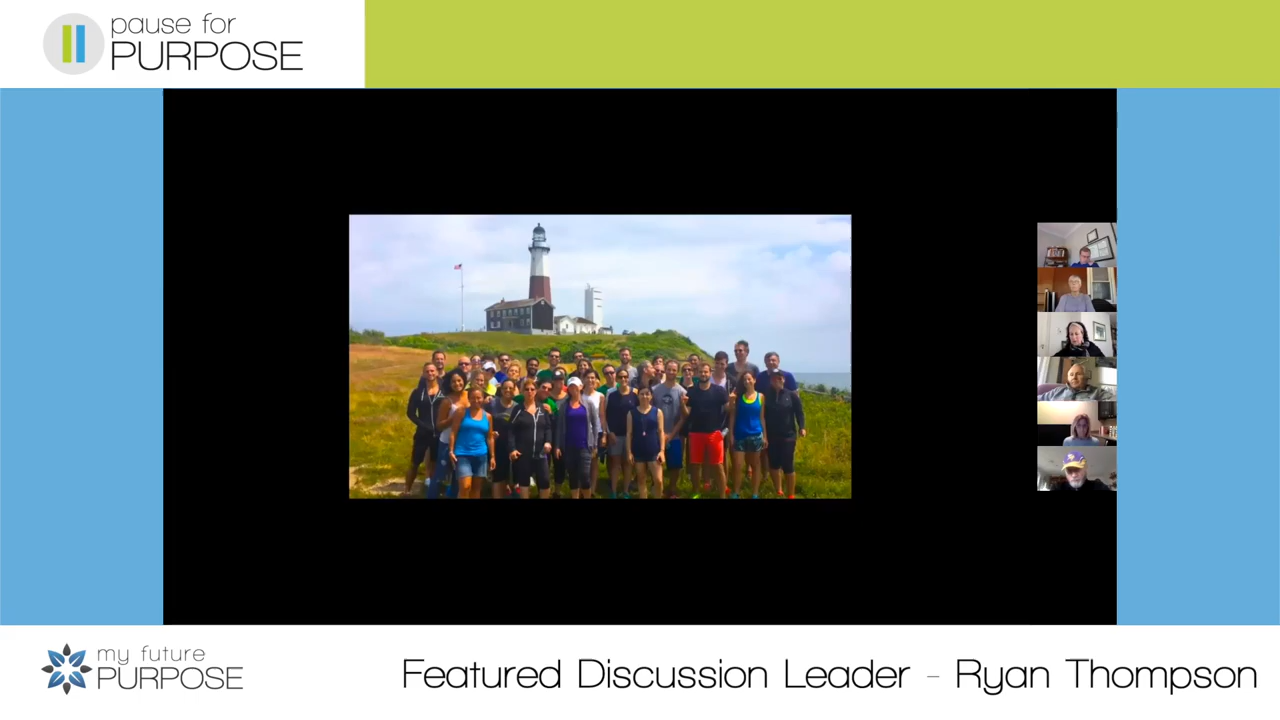 pause for
PURPOSE
my future
PURPOSE
Featured Discussion Leader - Ryan Thompson